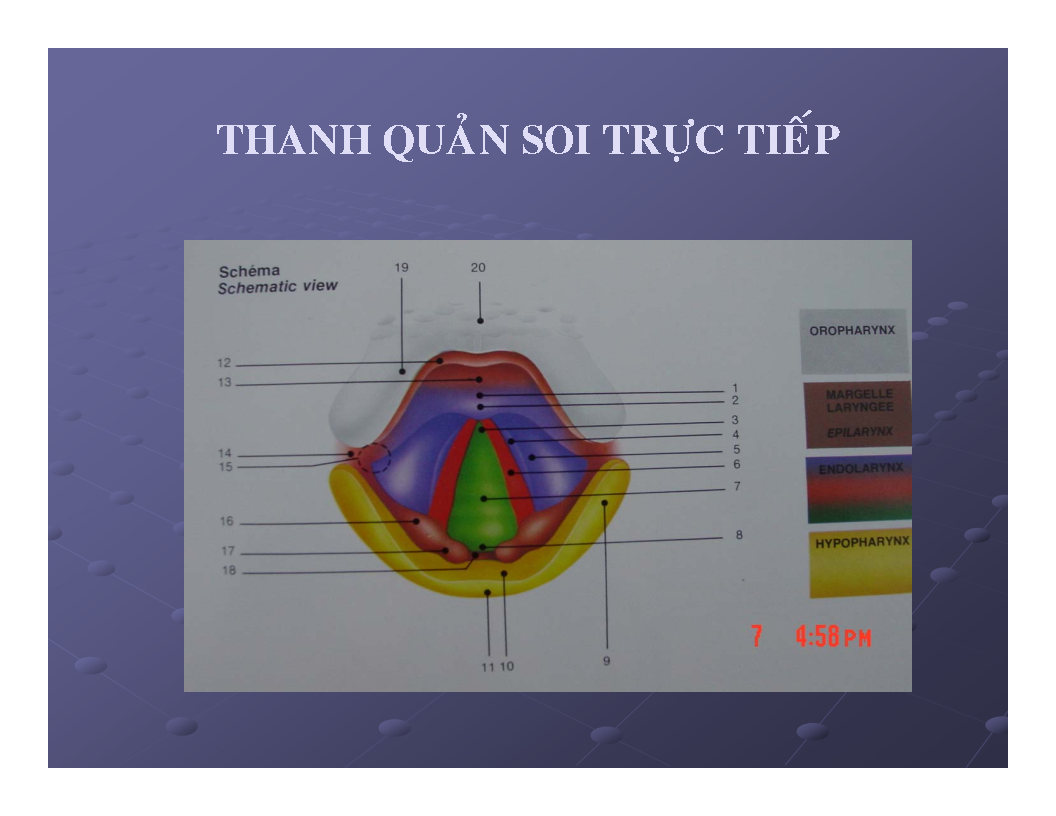 THANH QUẢN SOI TRỰC TIẾP
Schéma
Schematic view
19
20
12
13
14
15
16
17
18
1
2
3
4
5
6
7
8
11
10
9
OROPHARYNX
MARGELLE
LARYNGEE
EPILARYNX
ENDOLARYNX
HYPOPHARYNX
7 4:58 PM